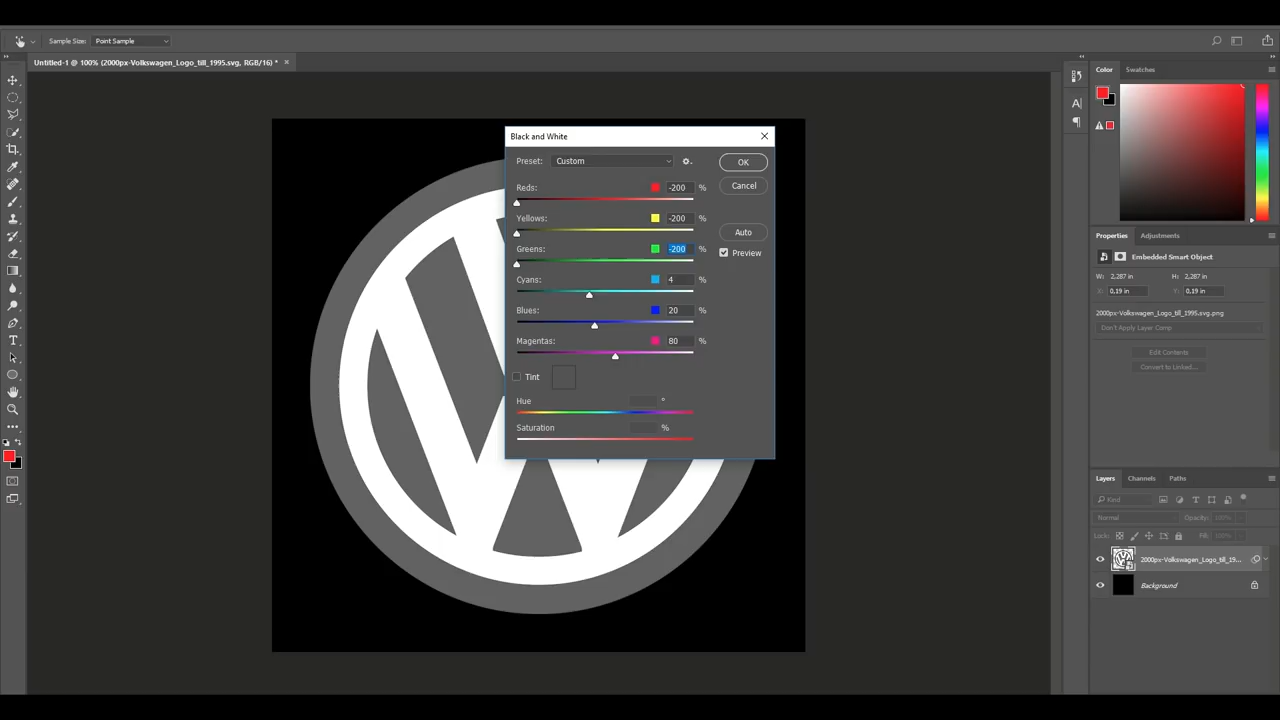 Sample Size: Point Sample
Untitled-1 @ 100% (2000px-Volkswagen_Logo_till_1995.svg, RGB/16) * ×
Color Swatches
Black and White
Preset: Custom
OK
Reds: -200 %
Cancel
Yellows: -200 %
Auto
Greens: -200 %
Preview
Cyans: 4 %
Blues: 20 %
Magentas: 80 %
Tint
Hue °
Saturation %
Properties Adjustments
Embedded Smart Object
W: 2,287 in H: 2,287 in
X: 0,19 in Y: 0,19 in
2000px-Volkswagen_Logo_till_1995.svg.png
Don't Apply Layer Comp
Edit Contents
Convert to Linked...
Layers Channels Paths
Kind
Normal Opacity: 100%
Lock: Fill: 100%
2000px-Volkswagen_Logo_till_19...
Background